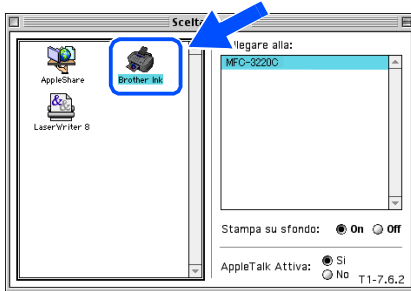 Scelt
llegare alla:
MFC-3220C
AppleShare
Brother Ink
LaserWriter 8
Stampa su sfondo: On Off
AppleTalk Attiva: Si
No
T1-7.6.2